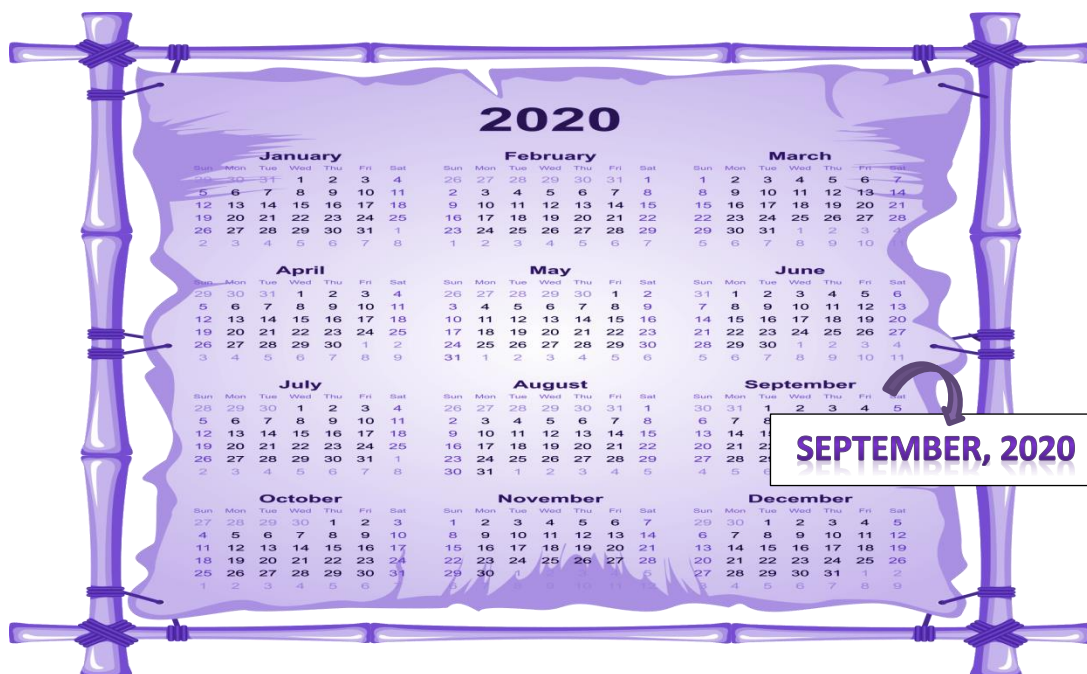 2020
January
Sun Mon Tue Wed Thu Fri Sat
29 30 31 1 2 3 4
5 6 7 8 9 10 11
12 13 14 15 16 17 18
19 20 21 22 23 24 25
26 27 28 29 30 31 1
2 3 4 5 6 7 8
February
Sun Mon Tue Wed Thu Fri Sat
26 27 28 29 30 31 1
2 3 4 5 6 7 8
9 10 11 12 13 14 15
16 17 18 19 20 21 22
23 24 25 26 27 28 29
1 2 3 4 5 6 7
March
Sun Mon Tue Wed Thu Fri Sat
1 2 3 4 5 6 7
8 9 10 11 12 13 14
15 16 17 18 19 20 21
22 23 24 25 26 27 28
29 30 31 1 2 3 4
5 6 7 8 9 10 11
April
Sun Mon Tue Wed Thu Fri Sat
29 30 31 1 2 3 4
5 6 7 8 9 10 11
12 13 14 15 16 17 18
19 20 21 22 23 24 25
26 27 28 29 30 1 2
3 4 5 6 7 8 9
May
Sun Mon Tue Wed Thu Fri Sat
26 27 28 29 30 1 2
3 4 5 6 7 8 9
10 11 12 13 14 15 16
17 18 19 20 21 22 23
24 25 26 27 28 29 30
31 1 2 3 4 5 6
June
Sun Mon Tue Wed Thu Fri Sat
31 1 2 3 4 5 6
7 8 9 10 11 12 13
14 15 16 17 18 19 20
21 22 23 24 25 26 27
28 29 30 1 2 3 4
5 6 7 8 9 10 11
July
Sun Mon Tue Wed Thu Fri Sat
28 29 30 1 2 3 4
5 6 7 8 9 10 11
12 13 14 15 16 17 18
19 20 21 22 23 24 25
26 27 28 29 30 31 1
2 3 4 5 6 7 8
August
Sun Mon Tue Wed Thu Fri Sat
26 27 28 29 30 31 1
2 3 4 5 6 7 8
9 10 11 12 13 14 15
16 17 18 19 20 21 22
23 24 25 26 27 28 29
30 31 1 2 3 4 5
September
Sun Mon Tue Wed Thu Fri Sat
30 31 1 2 3 4 5
6 7 8
13 14
20 21
27 28
4 5
SEPTEMBER, 2020
October
Sun Mon Tue Wed Thu Fri Sat
27 28 29 30 1 2 3
4 5 6 7 8 9 10
11 12 13 14 15 16 17
18 19 20 21 22 23 24
25 26 27 28 29 30 31
1 2 3 4 5 6 7
November
Sun Mon Tue Wed Thu Fri Sat
1 2 3 4 5 6 7
8 9 10 11 12 13 14
15 16 17 18 19 20 21
22 23 24 25 26 27 28
29 30 1 2 3 4 5
8 9 10 11 12
December
Sun Mon Tue Wed Thu Fri Sat
29 30 1 2 3 4 5
6 7 8 9 10 11 12
13 14 15 16 17 18 19
20 21 22 23 24 25 26
27 28 29 30 31 1 2
3 4 5 6 7 8 9